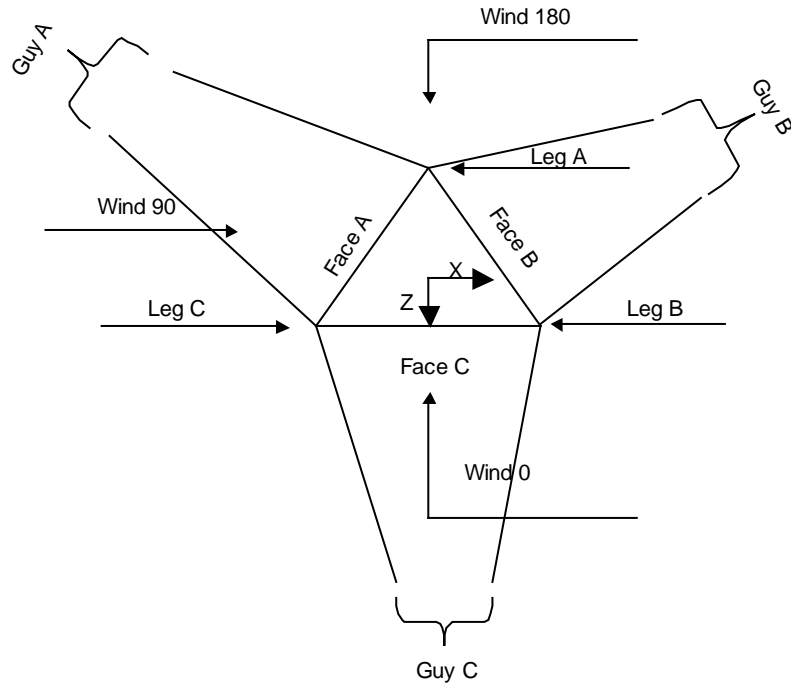 Wind 180
Guy A
Guy B
Leg A
Wind 90
Face A
Face B
X
Z
Leg C
Leg B
Face C
Wind 0
Guy C